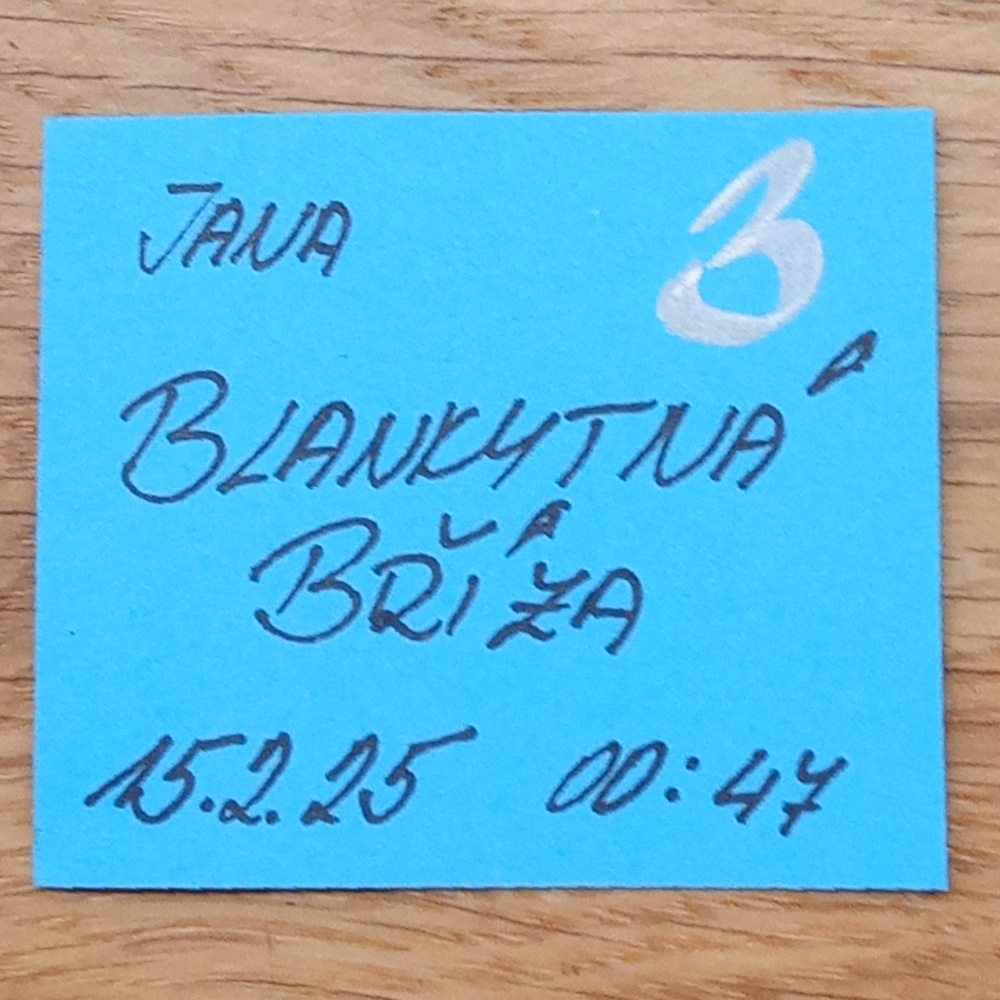 JANA 3
BLANKYTNÁ
BŘÍZA
15.2.25 00:47